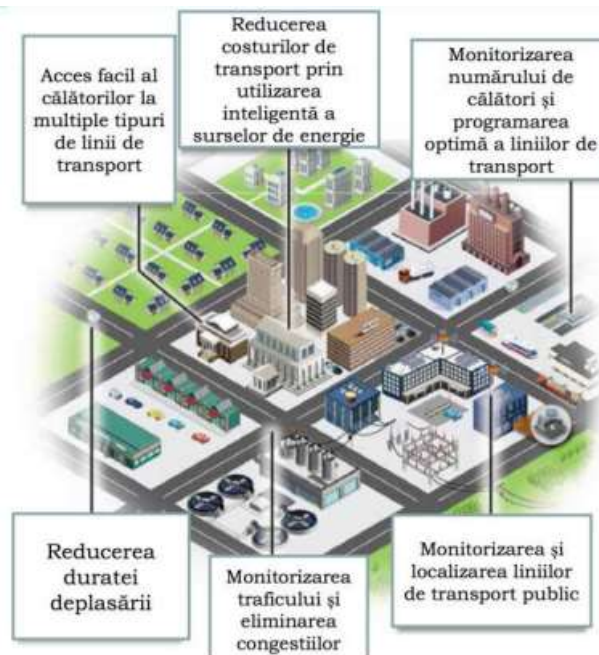 Acces facil al
călătorilor la
multiple tipuri
de linii de
transport
Reducerea
costurilor de
transport prin
utilizarea
inteligentă a
surselor de energie
Monitorizarea
numărului de
călători și
programarea
optimă a liniilor de
transport
Reducerea
duratei
deplasării
Monitorizarea
traficului și
eliminarea
congestiilor
Monitorizarea și
localizarea liniilor
de transport public